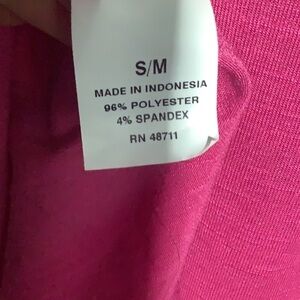 S/M
MADE IN INDONESIA
96% POLYESTER
4% SPANDEX
RN 48711